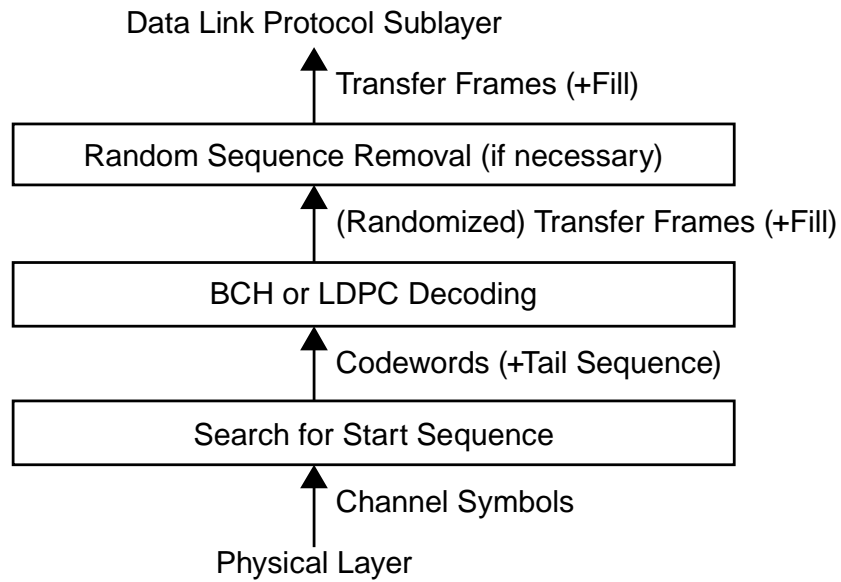 Data Link Protocol Sublayer
Transfer Frames (+Fill)
Random Sequence Removal (if necessary)
(Randomized) Transfer Frames (+Fill)
BCH or LDPC Decoding
Codewords (+Tail Sequence)
Search for Start Sequence
Channel Symbols
Physical Layer